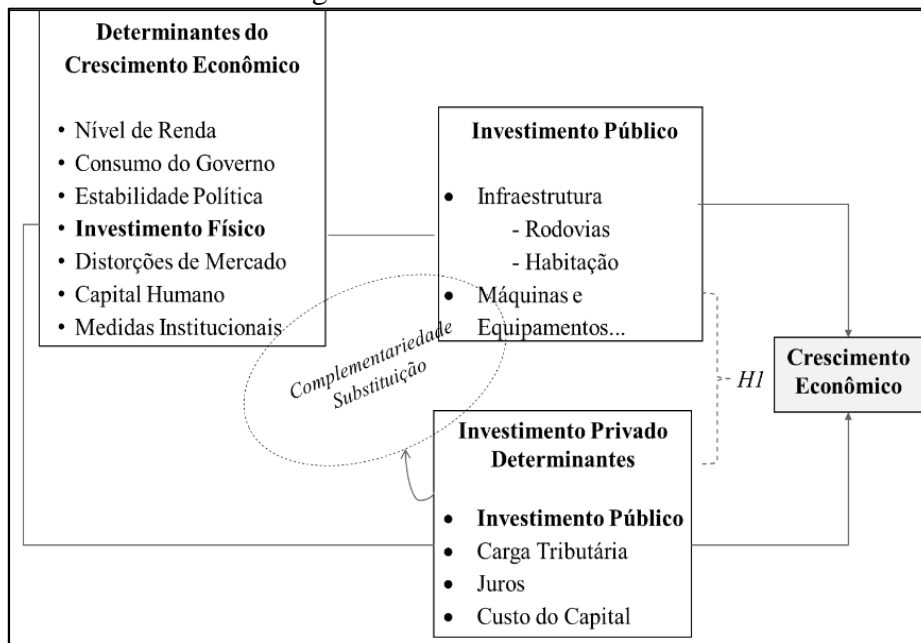 Determinantes do
Crescimento Econômico
• Nível de Renda
• Consumo do Governo
• Estabilidade Política
• Investimento Físico
• Distorções de Mercado
• Capital Humano
• Medidas Institucionais
Investimento Público
• Infraestrutura
- Rodovias
- Habitação
• Máquinas e
Equipamentos...
Complementariedade
Substituição
Investimento Privado
Determinantes
• Investimento Público
• Carga Tributária
• Juros
• Custo do Capital
H1
Crescimento
Econômico